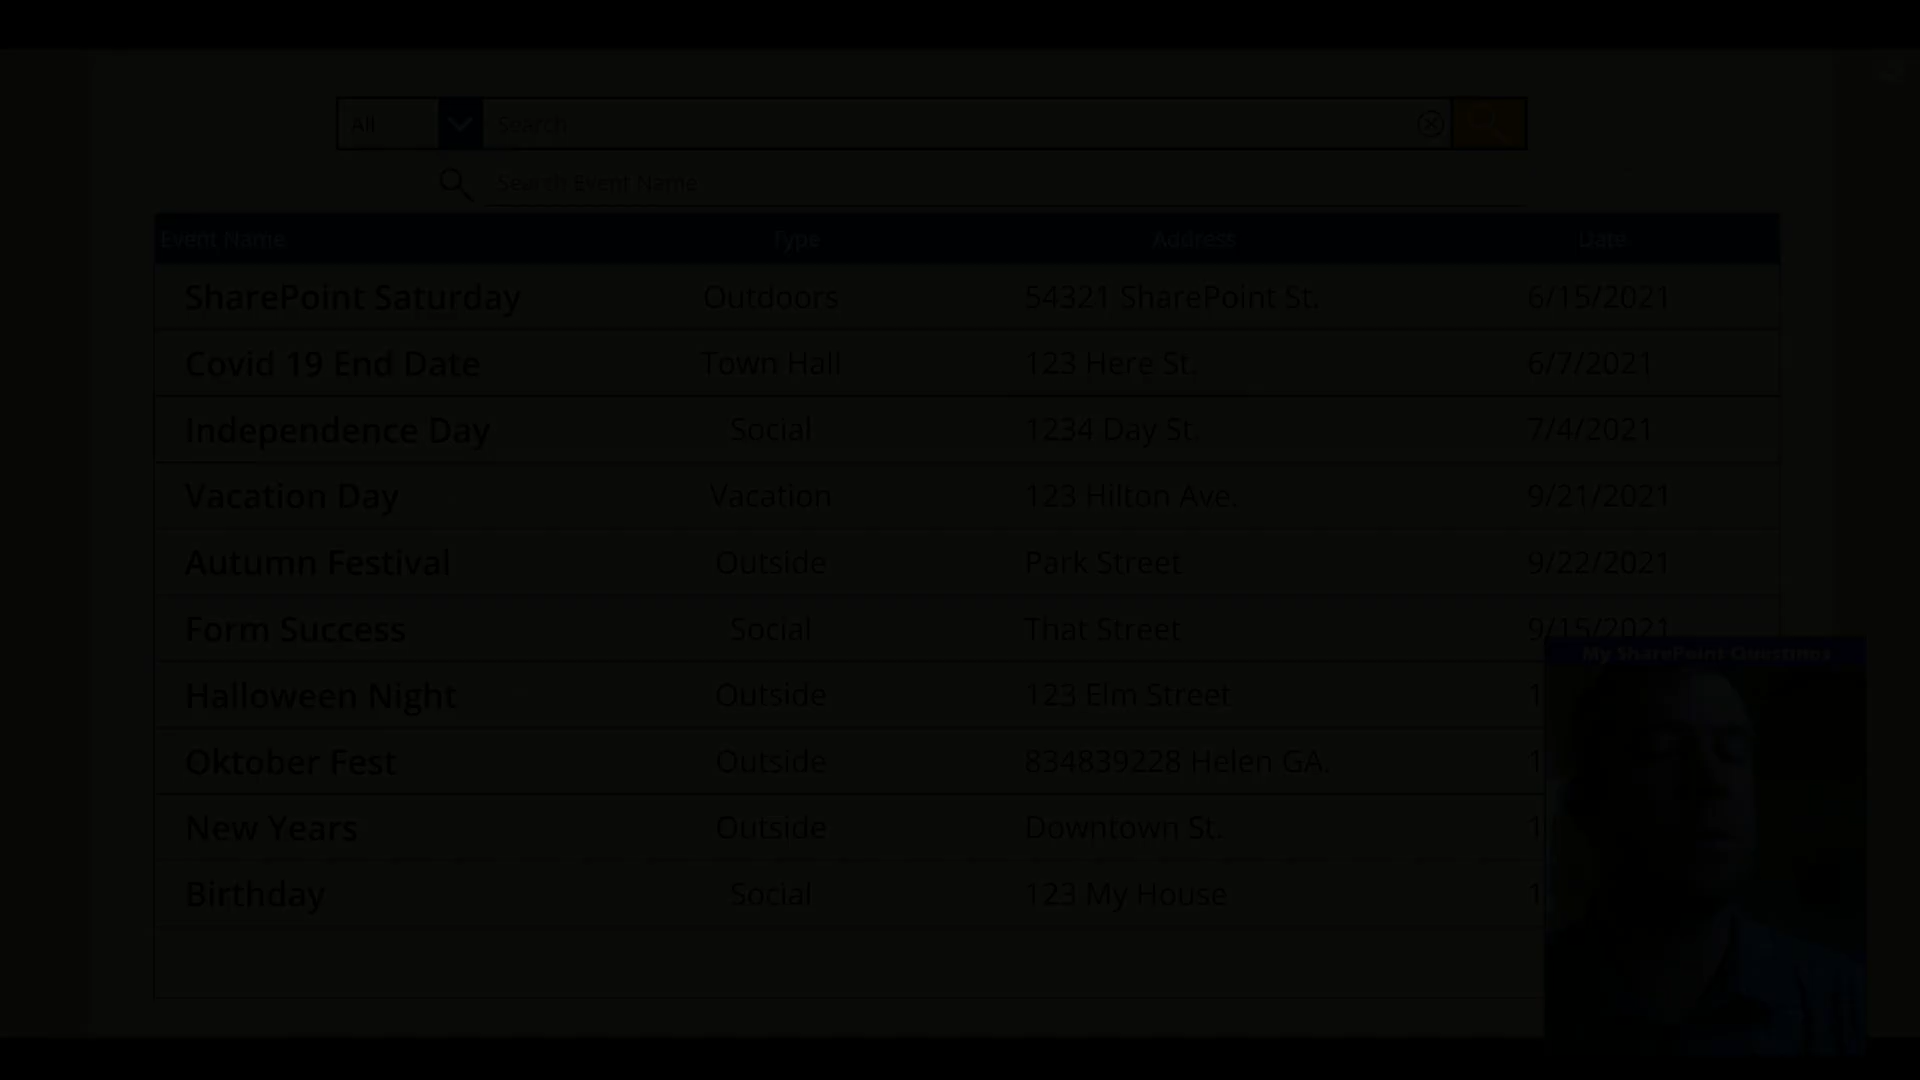 All Search
Search Event Name
Event Name Type Address Date
SharePoint Saturday Outdoors 54321 SharePoint St. 6/15/2021
Covid 19 End Date Town Hall 123 Here St. 6/7/2021
Independence Day Social 1234 Day St. 7/4/2021
Vacation Day Vacation 123 Hilton Ave. 9/21/2021
Autumn Festival Outside Park Street 9/22/2021
Form Success Social That Street 9/15/2021
My SharePoint Questions
Halloween Night Outside 123 Elm Street 1
Oktober Fest Outside 834839228 Helen GA. 1
New Years Outside Downtown St. 1
Birthday Social 123 My House 1